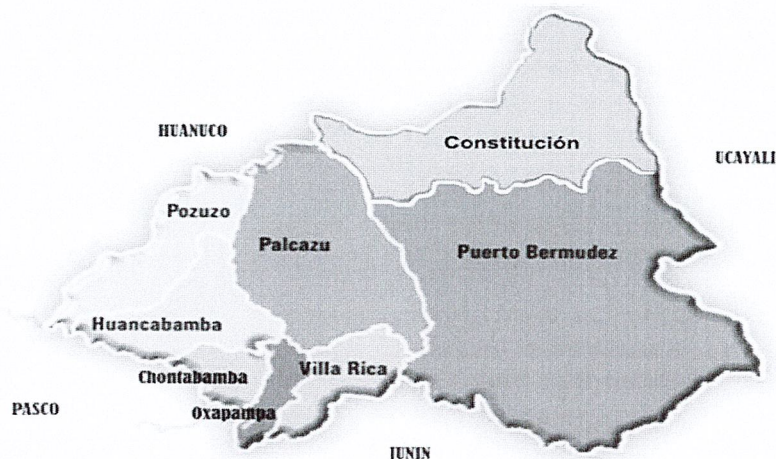 HUANUCO
Constitución
UCAYALI
Pozuzo
Palcazu
Puerto Bermudez
Huancabamba
Villa Rica
Chontabamba
PASCO
Oxapampa
JUNIN